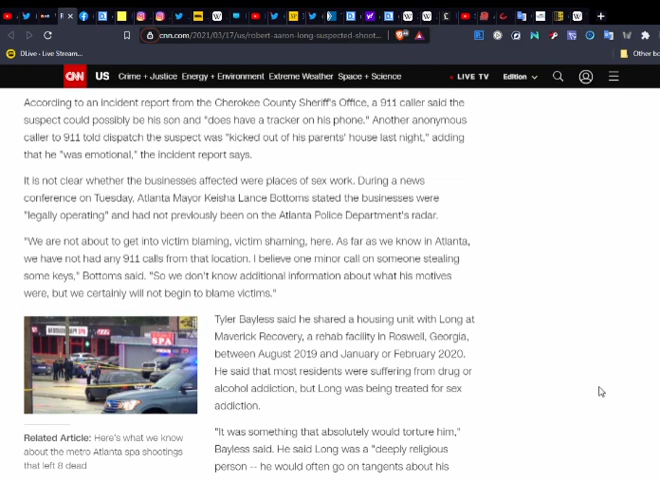 cnn.com/2021/03/17/us/robert-aaron-long-suspected-shoot...
DLive - Live Stream...
Other bo
CNN US Crime + Justice Energy + Environment Extreme Weather Space + Science LIVE TV Edition
According to an incident report from the Cherokee County Sheriff's Office, a 911 caller said the
suspect could possibly be his son and "does have a tracker on his phone." Another anonymous
caller to 911 told dispatch the suspect was "kicked out of his parents' house last night," adding
that he "was emotional," the incident report says.
It is not clear whether the businesses affected were places of sex work. During a news
conference on Tuesday, Atlanta Mayor Keisha Lance Bottoms stated the businesses were
"legally operating" and had not previously been on the Atlanta Police Department's radar.
"We are not about to get into victim blaming, victim shaming, here. As far as we know in Atlanta,
we have not had any 911 calls from that location. I believe one minor call on someone stealing
some keys," Bottoms said. "So we don't know additional information about what his motives
were, but we certainly will not begin to blame victims."
SPA
Related Article: Here's what we know
about the metro Atlanta spa shootings
that left 8 dead
Tyler Bayless said he shared a housing unit with Long at
Maverick Recovery, a rehab facility in Roswell, Georgia,
between August 2019 and January or February 2020.
He said that most residents were suffering from drug or
alcohol addiction, but Long was being treated for sex
addiction.
"It was something that absolutely would torture him,"
Bayless said. He said Long was a "deeply religious
person -- he would often go on tangents about his